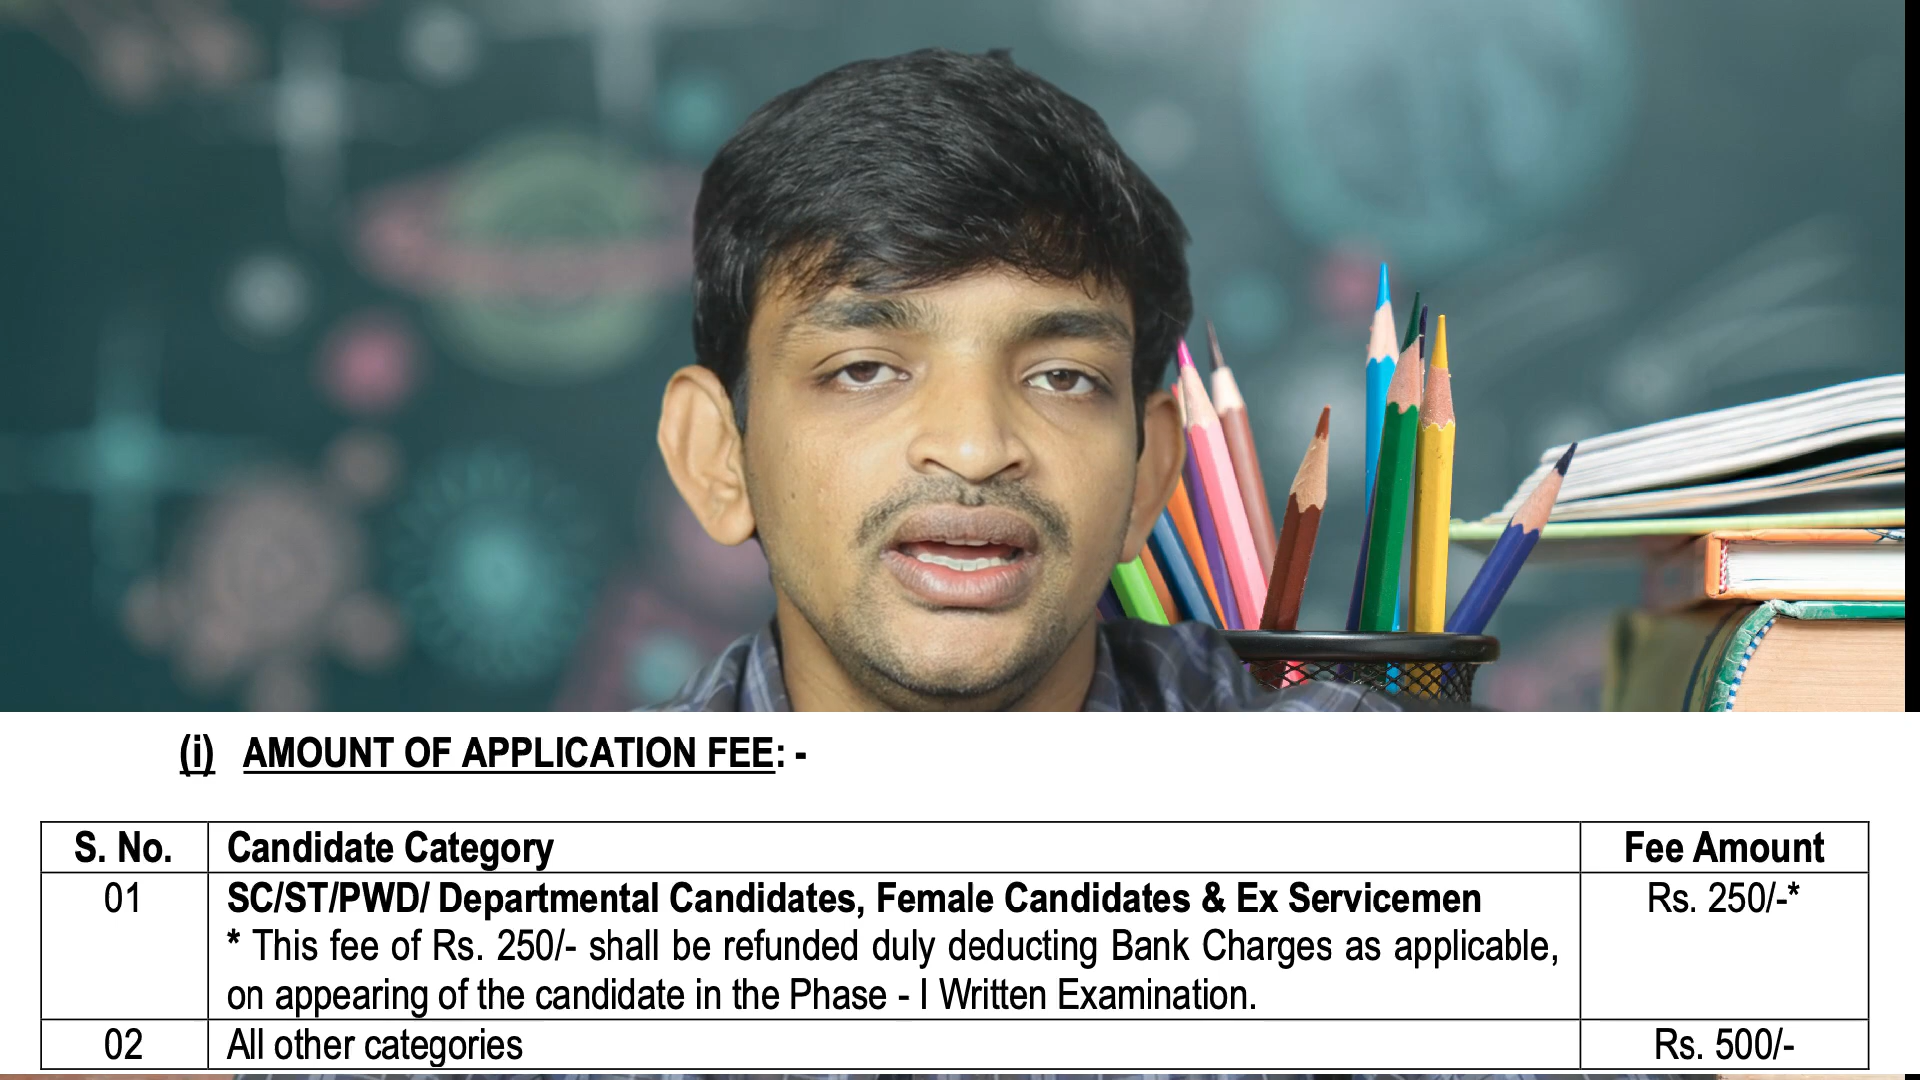 (i) AMOUNT OF APPLICATION FEE: -
S. No. Candidate Category Fee Amount
01 SC/ST/PWD/ Departmental Candidates, Female Candidates & Ex Servicemen Rs. 250/-*
* This fee of Rs. 250/- shall be refunded duly deducting Bank Charges as applicable,
on appearing of the candidate in the Phase - I Written Examination.
02 All other categories Rs. 500/-